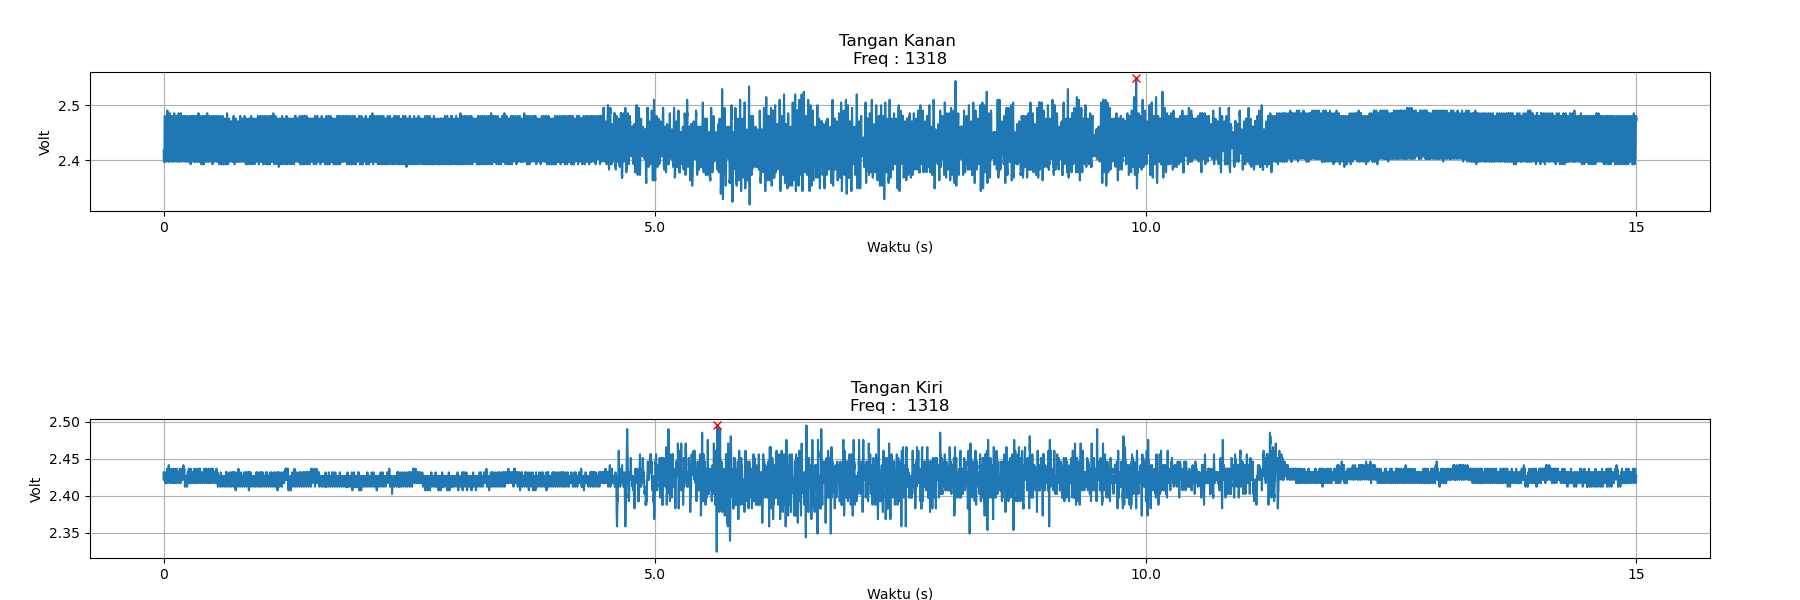 Tangan Kanan
Freq : 1318
Volt
2.5
2.4
0 5.0 10.0 15
Waktu (s)
Tangan Kiri
Freq :  1318
Volt
2.50
2.45
2.40
2.35
0 5.0 10.0 15
Waktu (s)